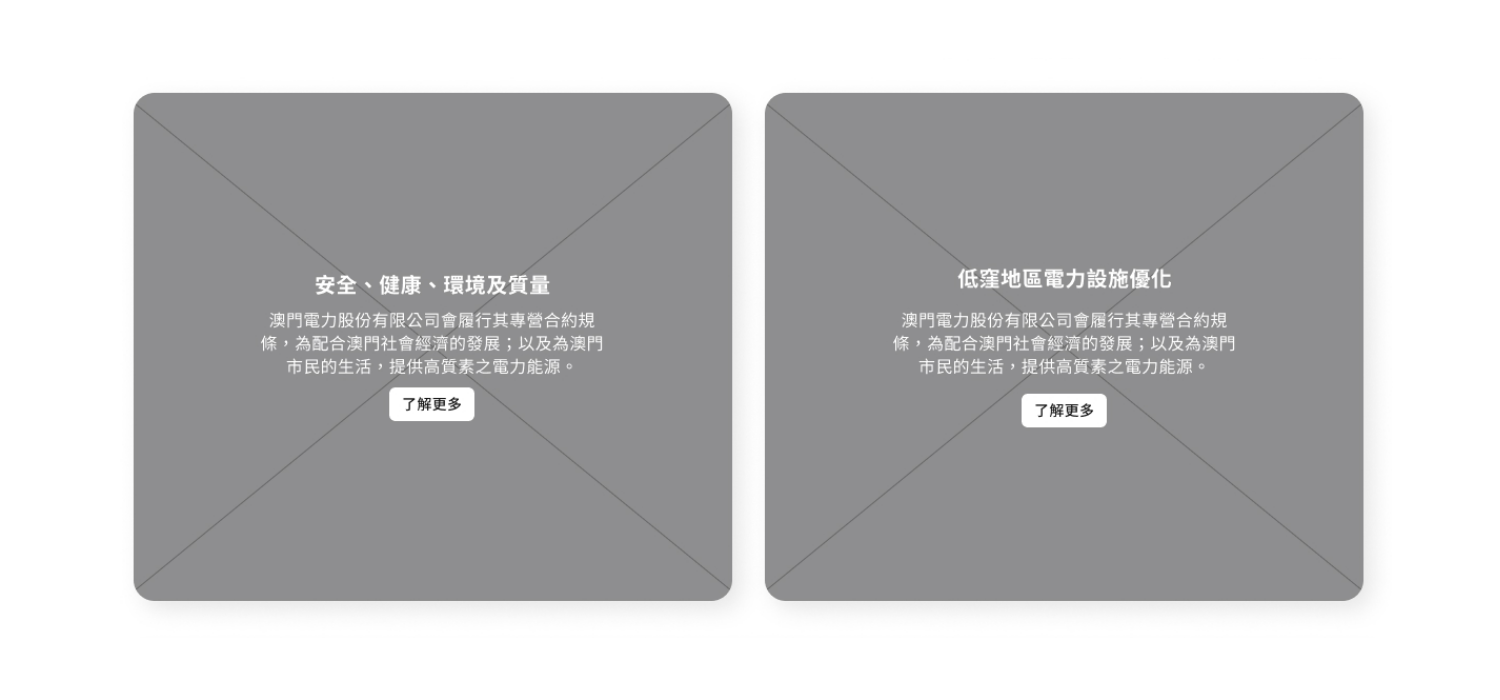 安全、健康、環境及質量
澳門電力股份有限公司會履行其專營合約規
條，為配合澳門社會經濟的發展；以及為澳門
市民的生活，提供高質素之電力能源。
了解更多
低窪地區電力設施優化
澳門電力股份有限公司會履行其專營合約規
條，為配合澳門社會經濟的發展；以及為澳門
市民的生活，提供高質素之電力能源。
了解更多